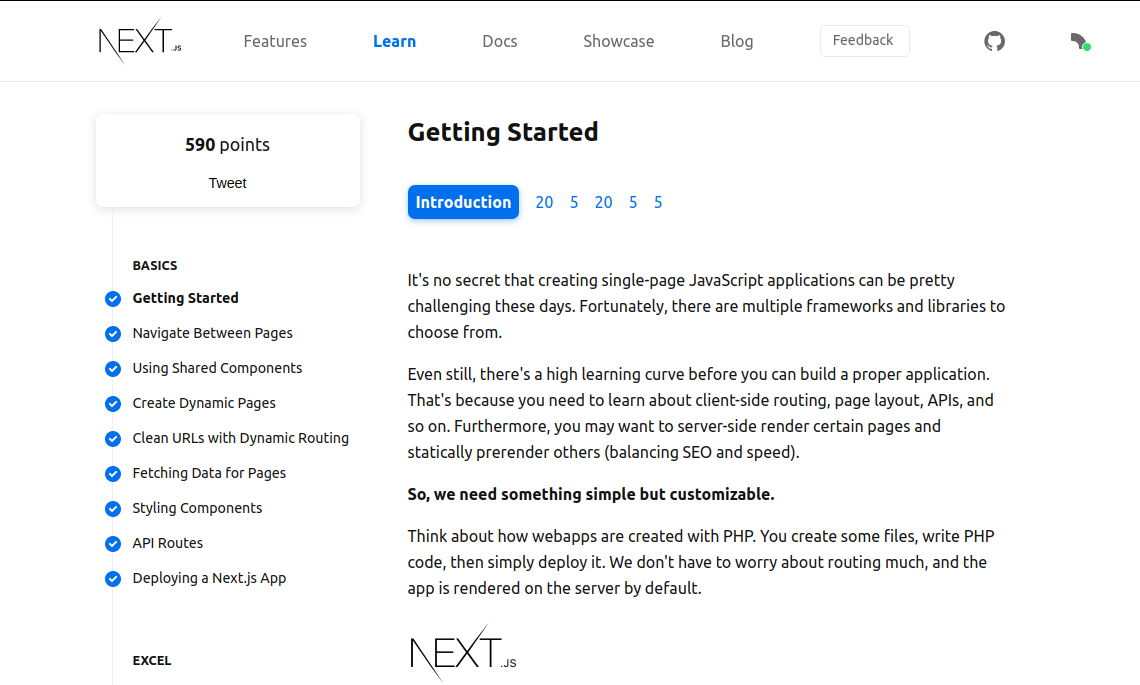 NEXT.JS
Features
Learn
Docs
Showcase
Blog
Feedback
590 points
Tweet
BASICS
Getting Started
Navigate Between Pages
Using Shared Components
Create Dynamic Pages
Clean URLs with Dynamic Routing
Fetching Data for Pages
Styling Components
API Routes
Deploying a Next.js App
EXCEL
Getting Started
Introduction 20 5 20 5 5
It's no secret that creating single-page JavaScript applications can be pretty
challenging these days. Fortunately, there are multiple frameworks and libraries to
choose from.
Even still, there's a high learning curve before you can build a proper application.
That's because you need to learn about client-side routing, page layout, APIs, and
so on. Furthermore, you may want to server-side render certain pages and
statically prerender others (balancing SEO and speed).
So, we need something simple but customizable.
Think about how webapps are created with PHP. You create some files, write PHP
code, then simply deploy it. We don't have to worry about routing much, and the
app is rendered on the server by default.
NEXT.JS